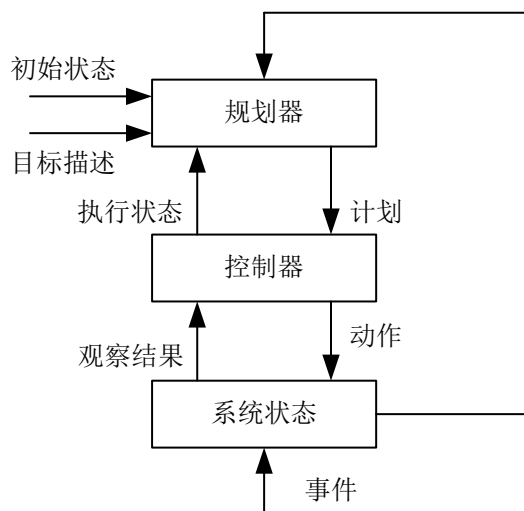 初始状态
规划器
目标描述
执行状态
计划
控制器
观察结果
动作
系统状态
事件